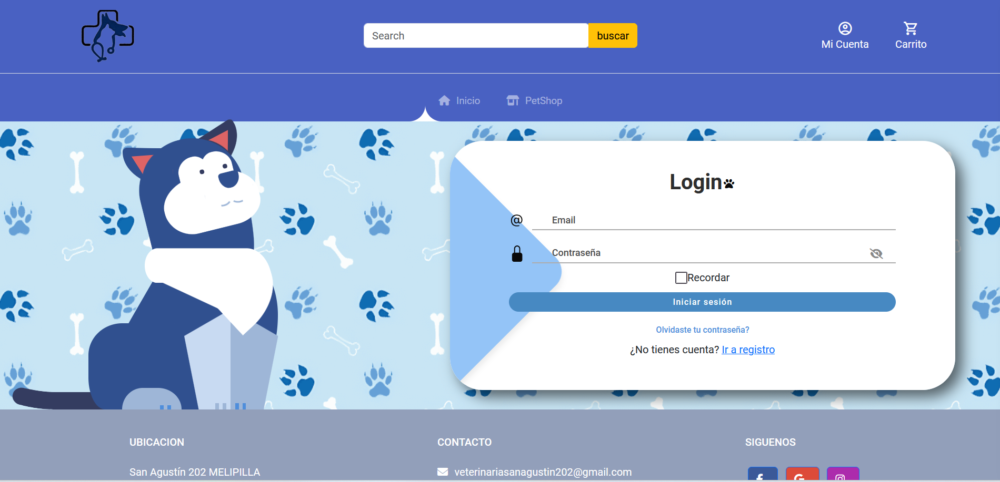 Search
buscar
Mi Cuenta
Carrito
Inicio
PetShop
Login
@
Email
Contraseña
Recordar
Iniciar sesión
Olvidaste tu contraseña?
¿No tienes cuenta? Ir a registro
UBICACION
CONTACTO
SIGUENOS
San Agustín 202 MELIPILLA
veterinariasanagustin202@gmail.com